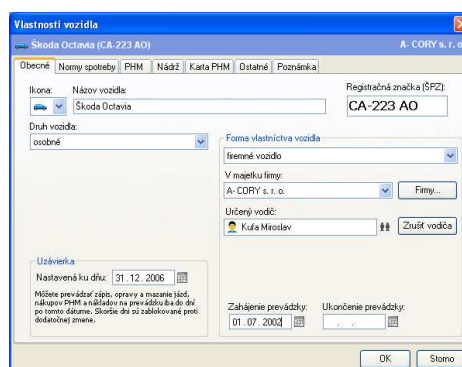 Vlastnosti vozidla
Škoda Octavia (CA-223 AO) A- CORY s. r. o.
Obecné Normy spotreby PHM Nádrž Karta PHM Ostatné Poznámka
Ikona: Názov vozidla: Registračná značka (ŠPZ):
Škoda Octavia CA-223 AO
Druh vozidla:
osobné
Forma vlastníctva vozidla
firemné vozidlo
V majetku firmy:
A- CORY s. r. o. Firmy...
Určený vodič:
Kufa Miroslav Zrušiť vodiča
Uzávierka
Nastavená ku dňu: 31.12.2006
Môžete prevádzať zápis, opravy a mazanie jázd,
nákupov PHM a nákladov na prevádzku iba do dní
po tomto dátume. Skoršie dni sú zablokované proti
dodatočnej zmene.
Zahájenie prevádzky: Ukončenie prevádzky:
01.07.2002 . .
OK Storno